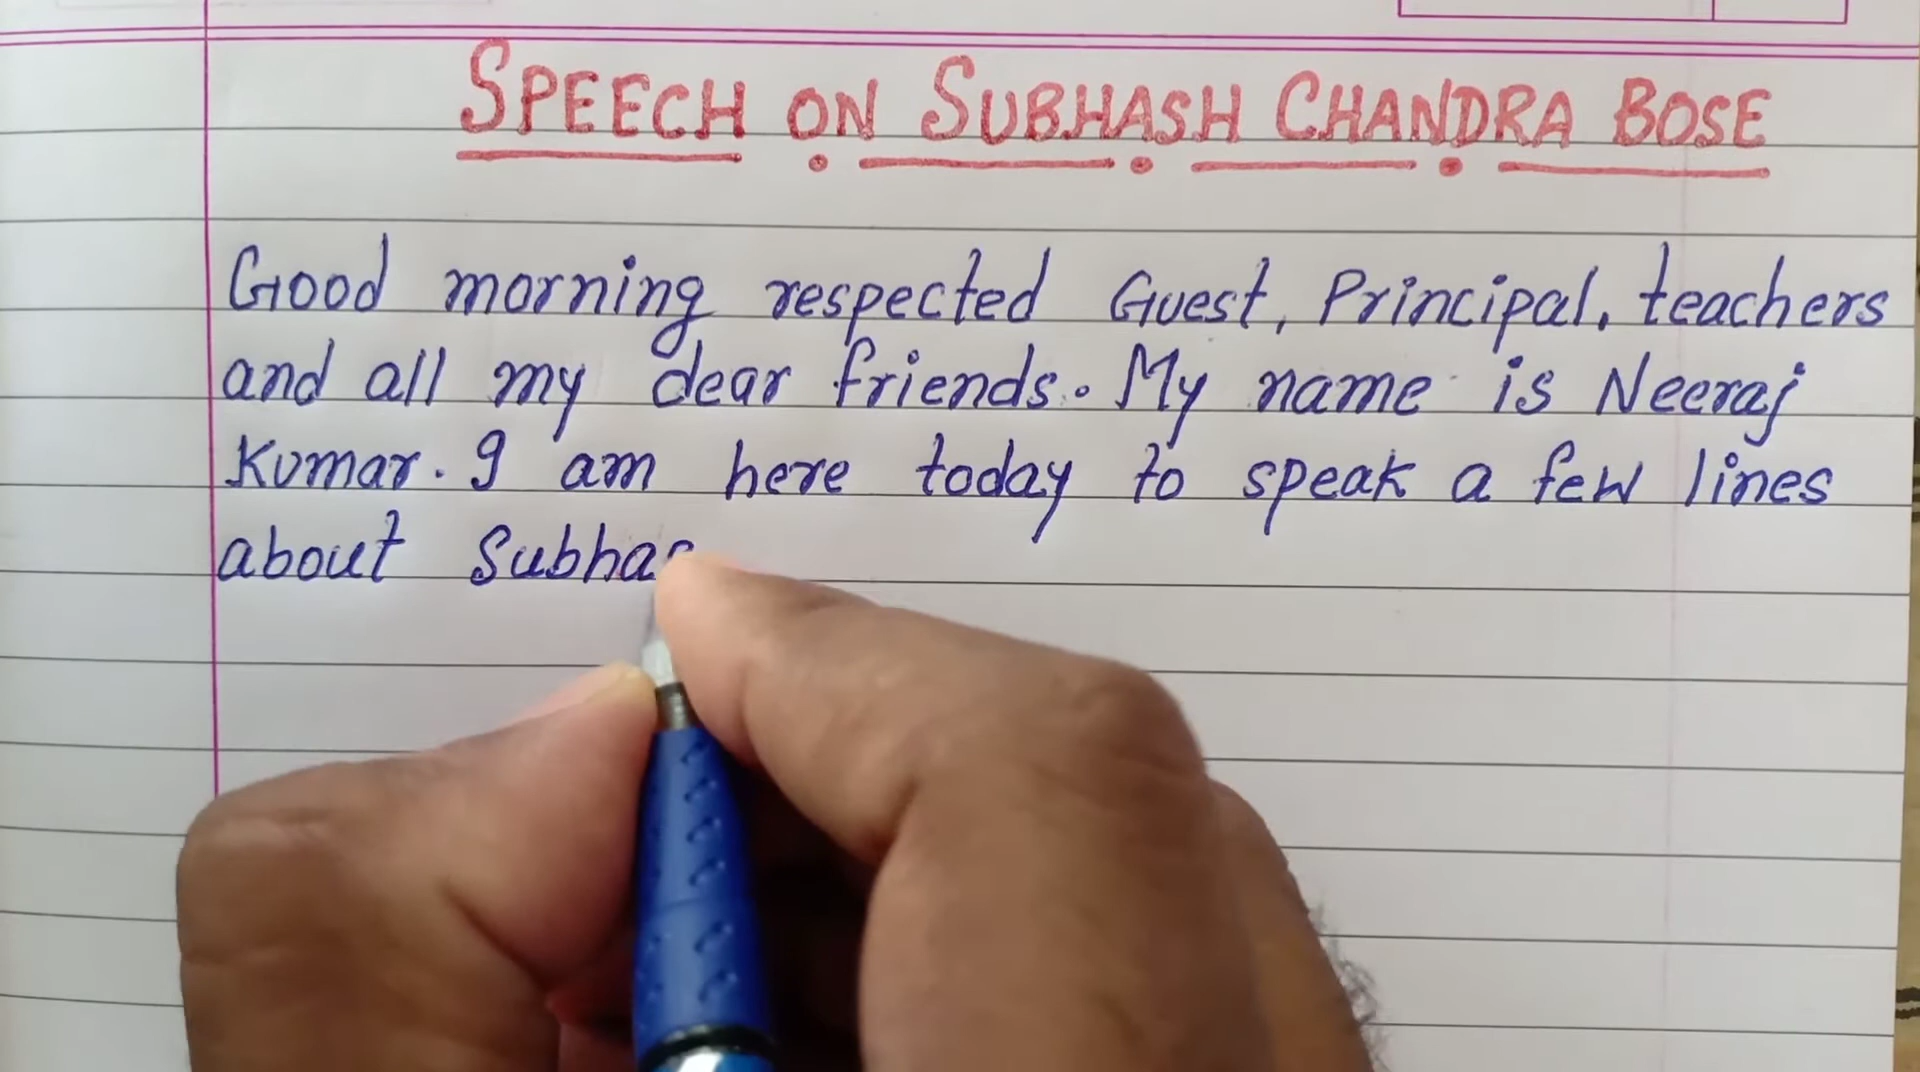 SPEECH ON SUBHASH CHANDRA BOSE
Good morning respected Guest, Principal, teachers
and all my dear friends. My name is Neeraj
Kumar. I am here today to speak a few lines
about Subhas